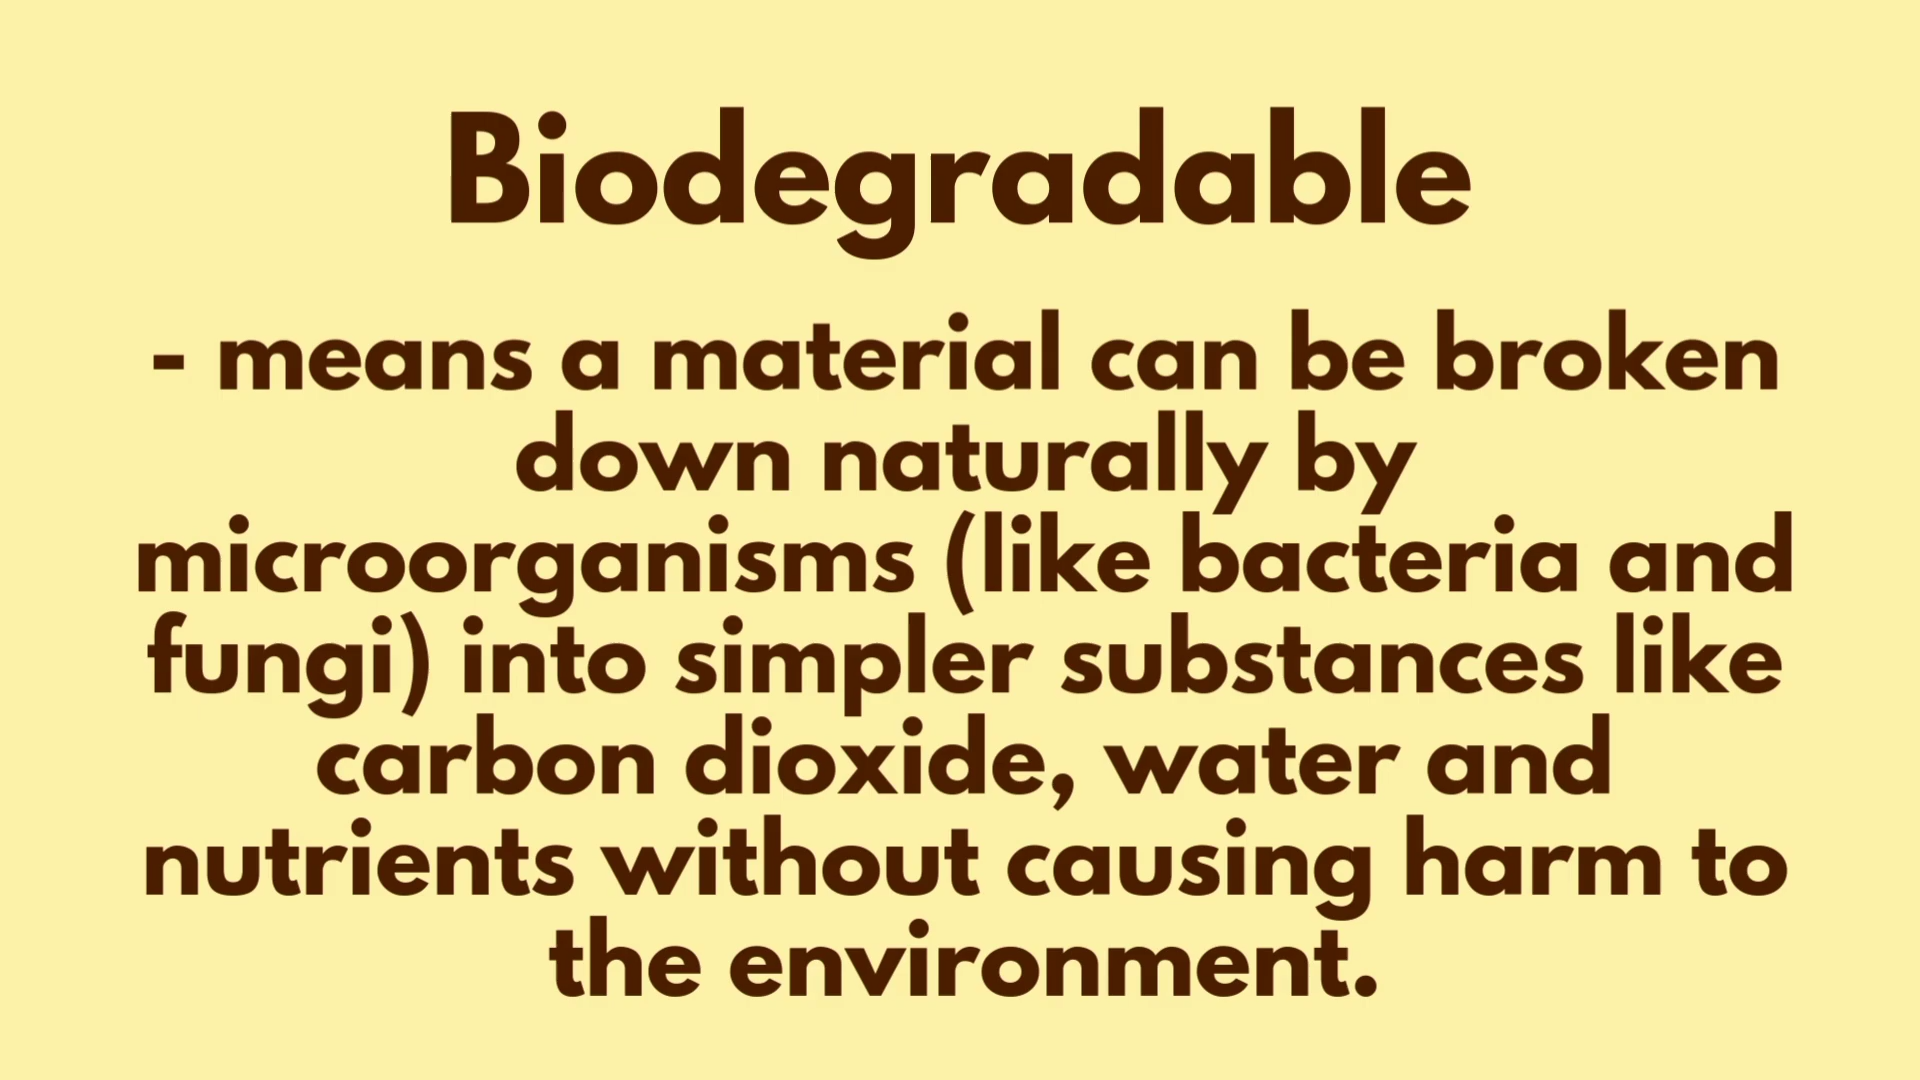 Biodegradable
- means a material can be broken
down naturally by
microorganisms (like bacteria and
fungi) into simpler substances like
carbon dioxide, water and
nutrients without causing harm to
the environment.